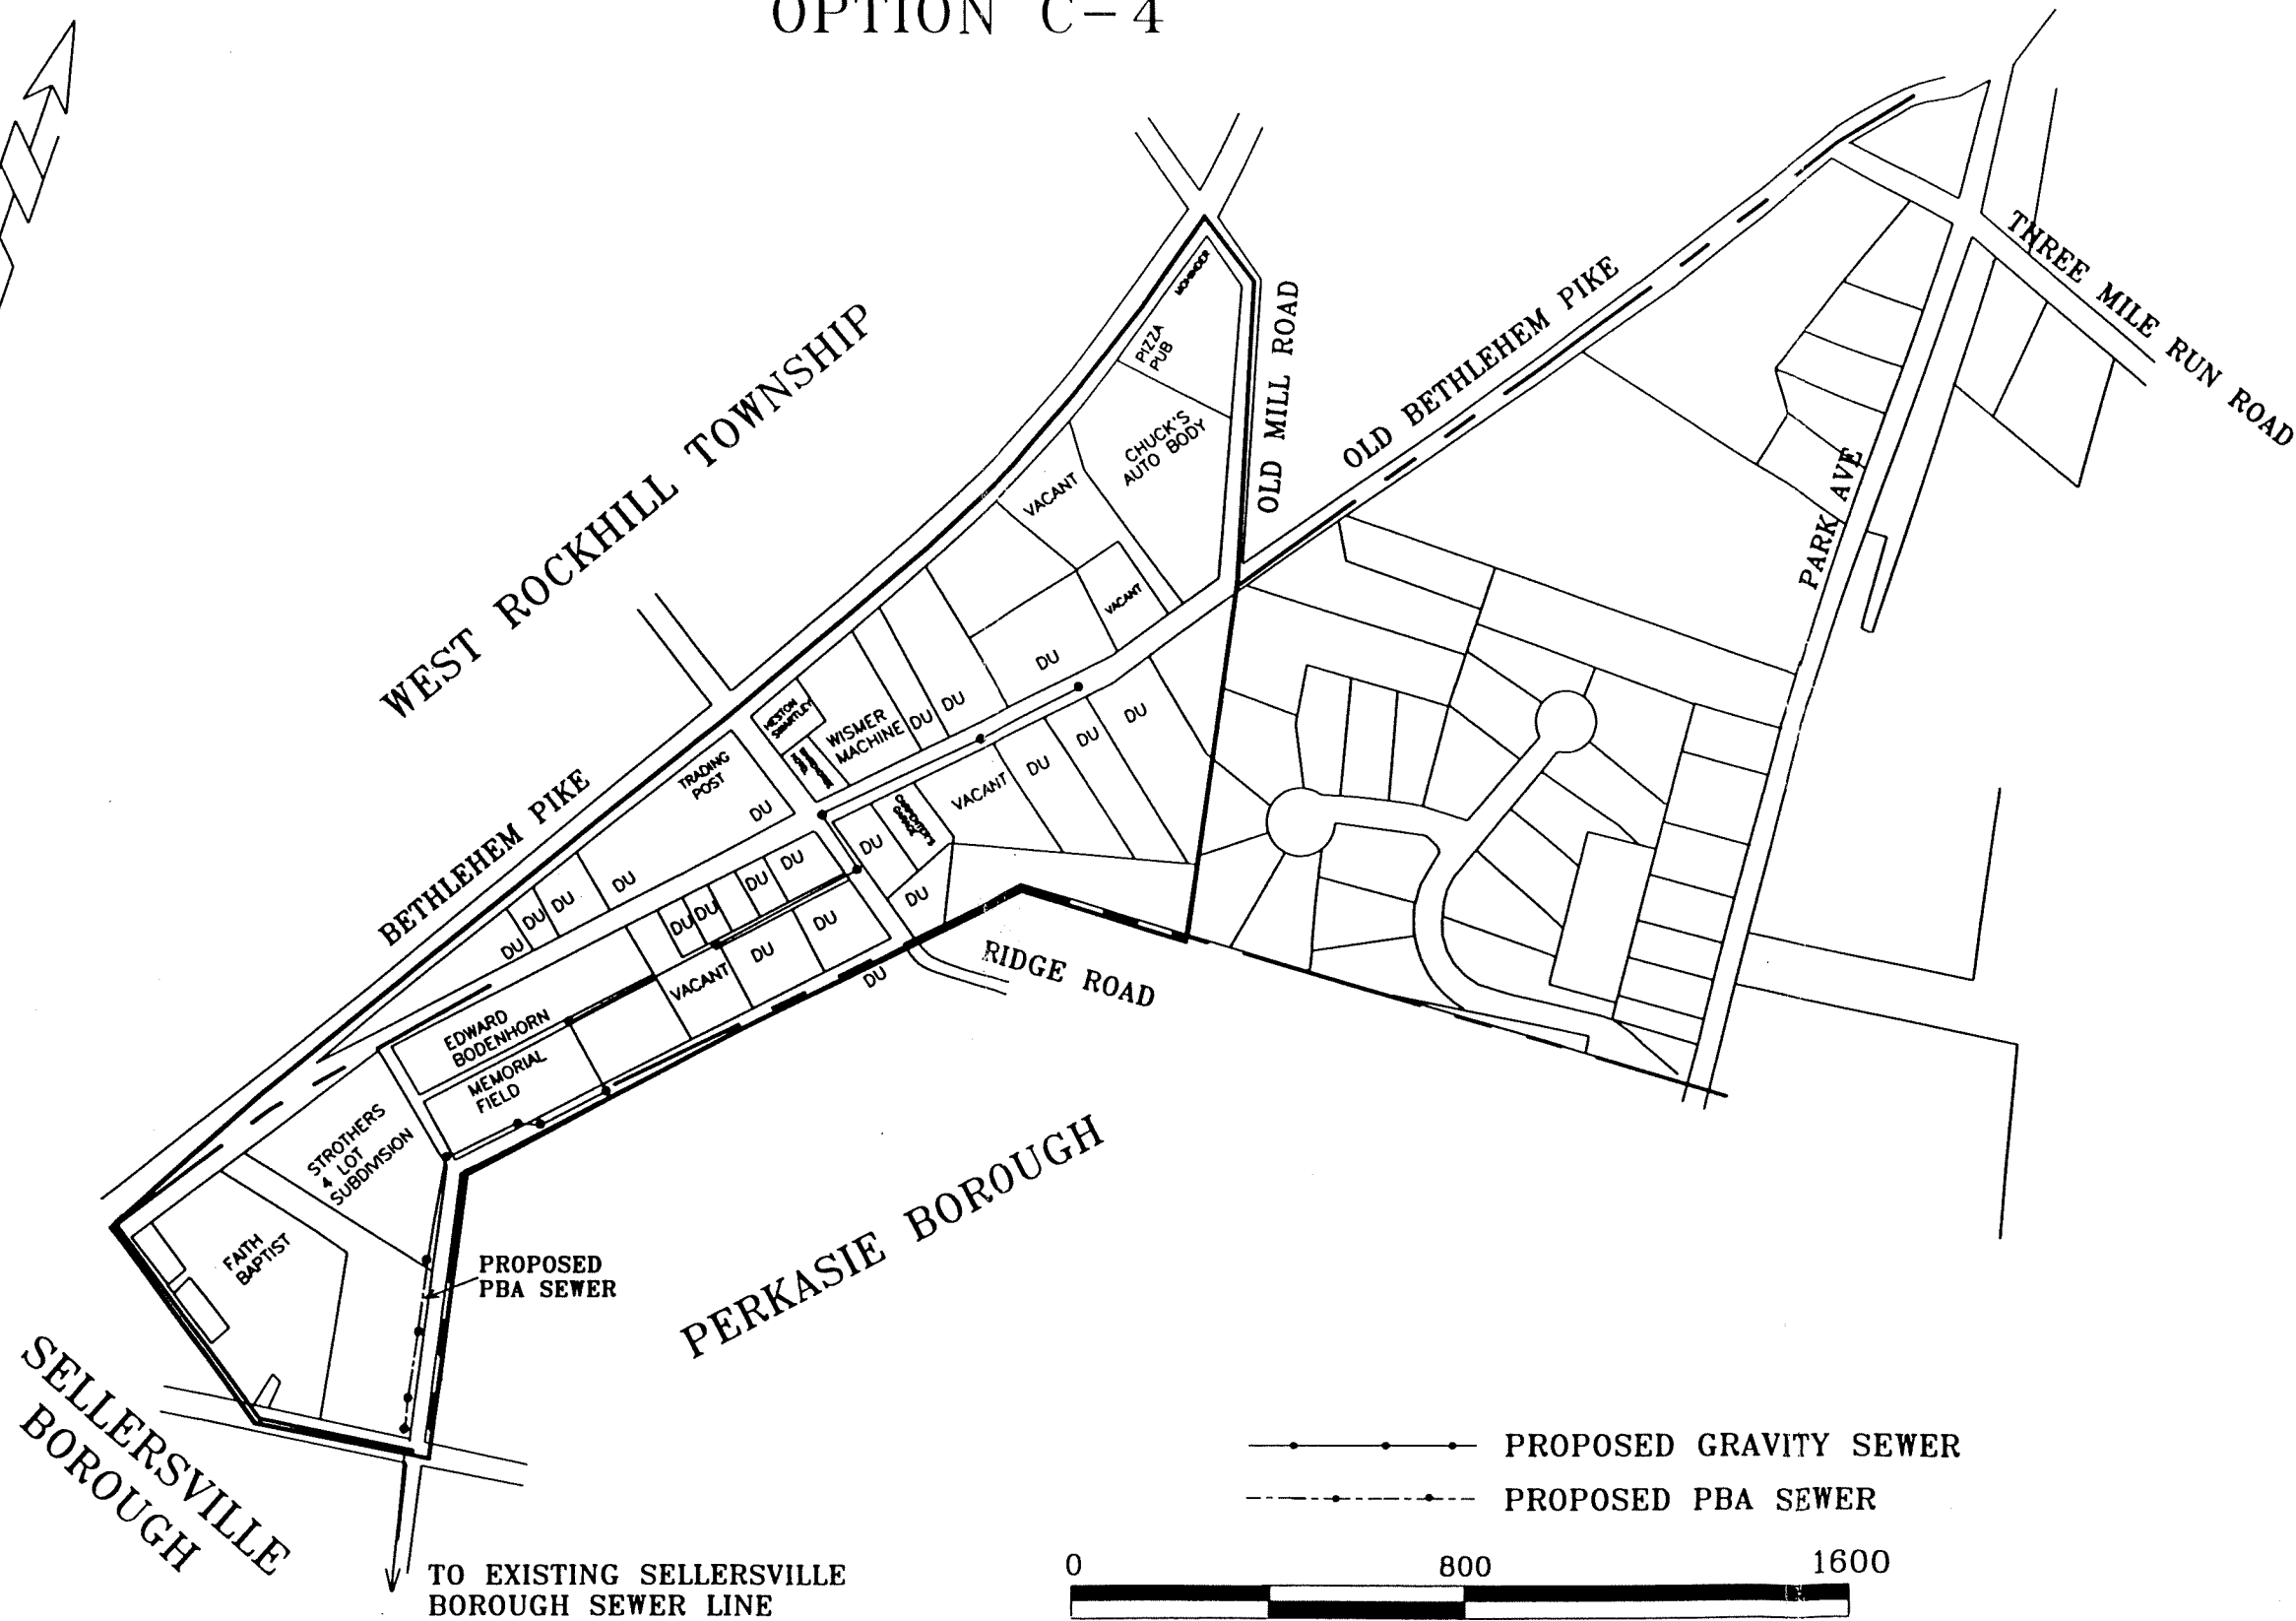 OPTION C-4
WEST ROCKHILL TOWNSHIP
THREE MILE RUN ROAD
OLD BETHLEHEM PIKE
OLD MILL ROAD
PARK AVE
PIZZA
PUB
CHUCK'S
AUTO BODY
VACANT
VACANT
DU
HESTON
SWARTLEY
WISMER
MACHINE
DU
DU
TRADING
POST
DU
BETHLEHEM PIKE
DU
DU
DU
DU
DU
DU
DU
VACANT
DU
DU
DU
DU
DU
DU
DU
VACANT
DU
DU
DU
RIDGE ROAD
EDWARD
BODENHORN
MEMORIAL
FIELD
STROTHERS
4 LOT
SUBDIVISION
FAITH
BAPTIST
PROPOSED
PBA SEWER
PERKASIE BOROUGH
SELLERSVILLE
BOROUGH
TO EXISTING SELLERSVILLE
BOROUGH SEWER LINE
PROPOSED GRAVITY SEWER
PROPOSED PBA SEWER
0 800 1600